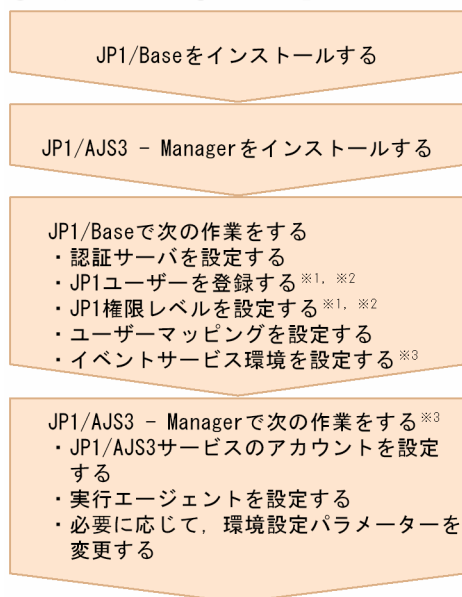 JP1/Baseをインストールする
JP1/AJS3 － Managerをインストールする
JP1/Baseで次の作業をする
・認証サーバを設定する
・JP1ユーザーを登録する※1, ※2
・JP1権限レベルを設定する※1, ※2
・ユーザーマッピングを設定する
・イベントサービス環境を設定する※3
JP1/AJS3 － Managerで次の作業をする※3
・JP1/AJS3サービスのアカウントを設定
する
・実行エージェントを設定する
・必要に応じて，環境設定パラメーターを
変更する